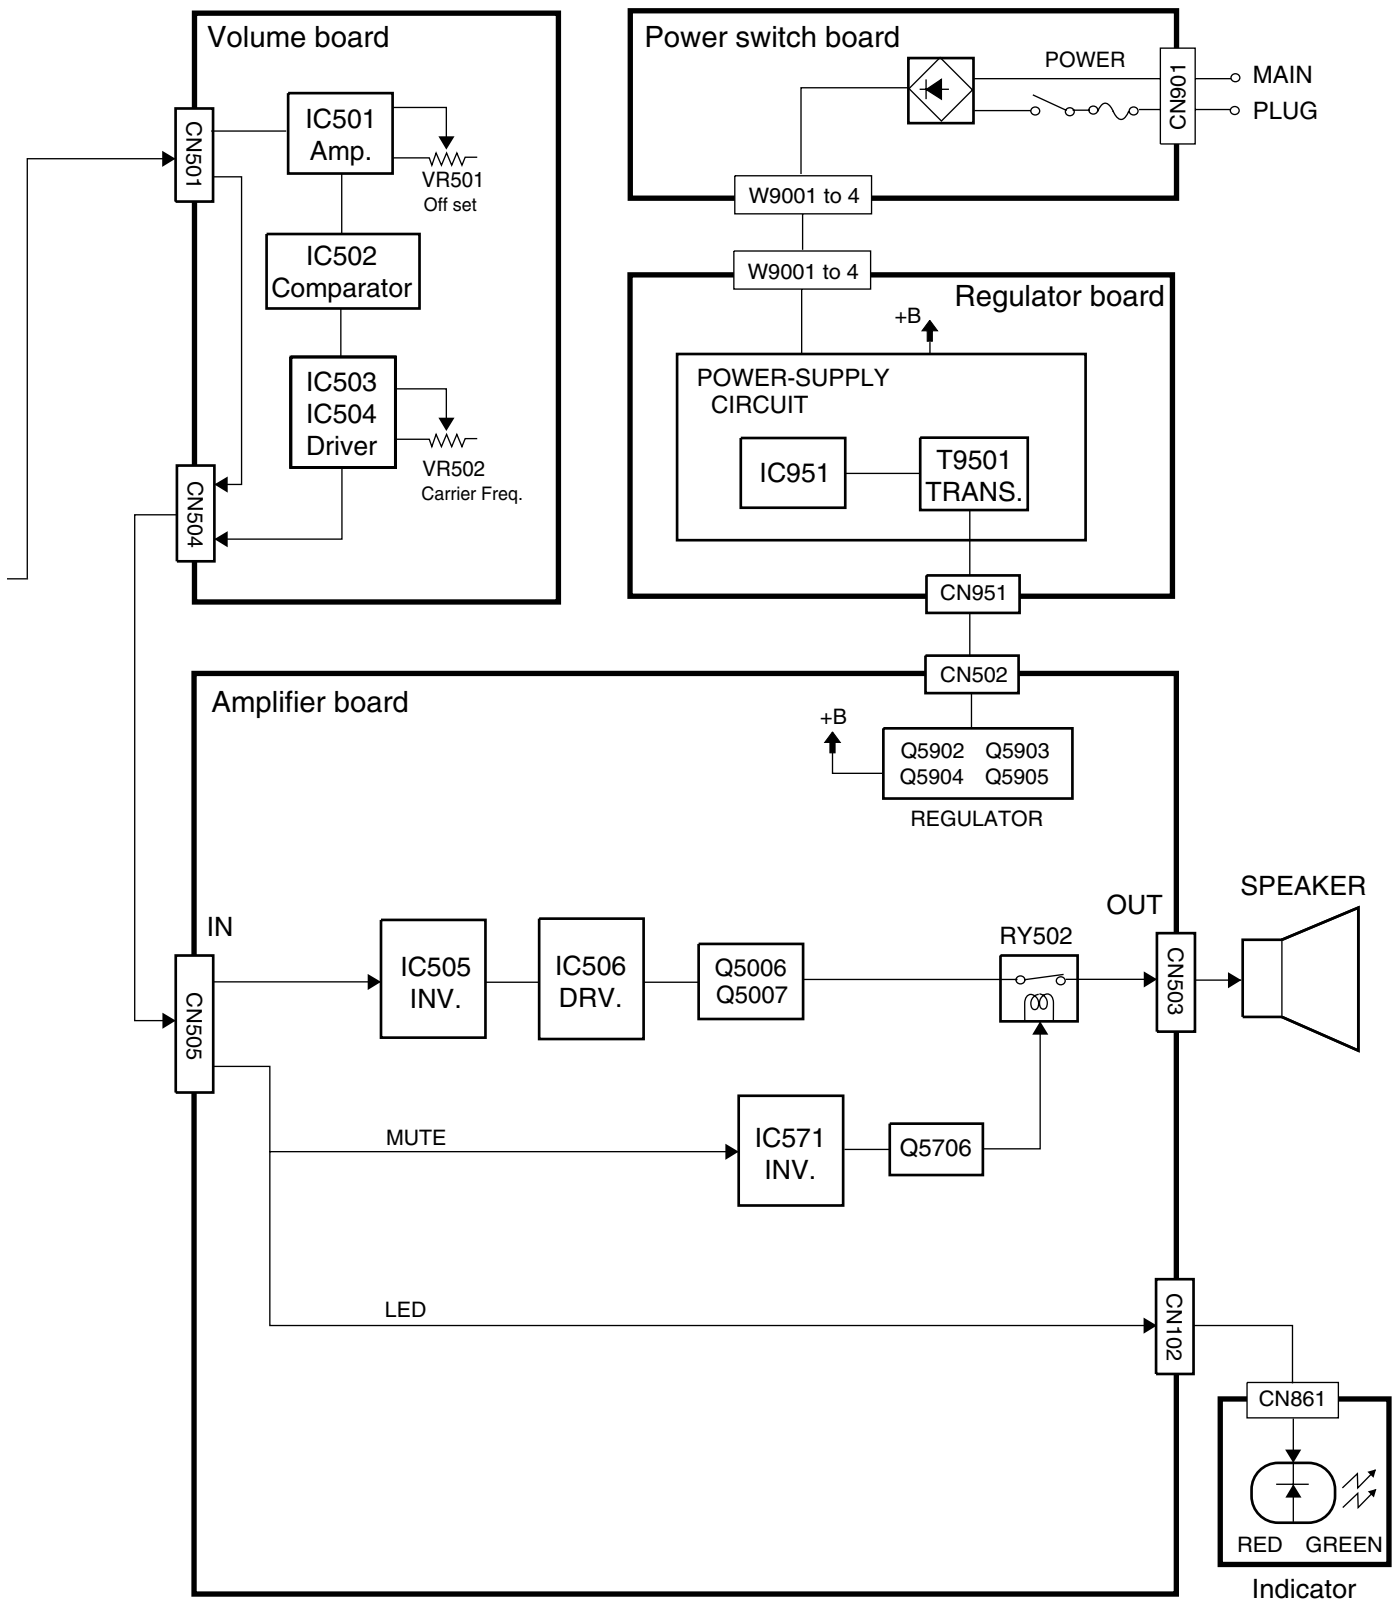 Volume board
CN501
IC501
Amp.
VR501
Off set
IC502
Comparator
IC503
IC504
Driver
VR502
Carrier Freq.
CN504
Power switch board
POWER
CN901
MAIN
PLUG
W9001 to 4
W9001 to 4
Regulator board
+B
POWER-SUPPLY
CIRCUIT
IC951
T9501
TRANS.
CN951
CN502
Amplifier board
+B
Q5902 Q5903
Q5904 Q5905
REGULATOR
IN
CN505
IC505
INV.
IC506
DRV.
Q5006
Q5007
RY502
OUT
CN503
SPEAKER
MUTE
IC571
INV.
Q5706
LED
CN102
CN861
RED GREEN
Indicator